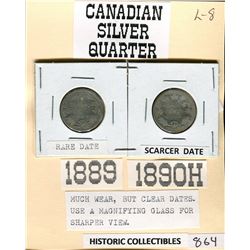 CANADIAN
SILVER
QUARTER
L-8
RARE DATE
SCARCER DATE
1889
1890H
MUCH WEAR, BUT CLEAR DATES.
USE A MAGNIFYING GLASS FOR
SHARPER VIEW.
HISTORIC COLLECTIBLES
864